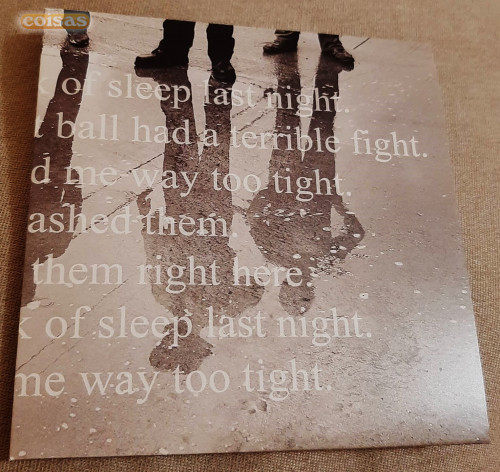 coisas
of sleep last night.
ball had a terrible fight.
d me way too tight.
ashed them.
them right here.
of sleep last night.
me way too tight.